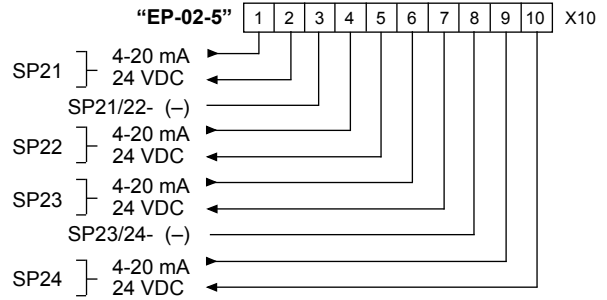 "EP-02-5" 1 2 3 4 5 6 7 8 9 10 X10
4-20 mA
SP21
24 VDC
SP21/22- (–)
4-20 mA
SP22
24 VDC
4-20 mA
SP23
24 VDC
SP23/24- (–)
4-20 mA
SP24
24 VDC